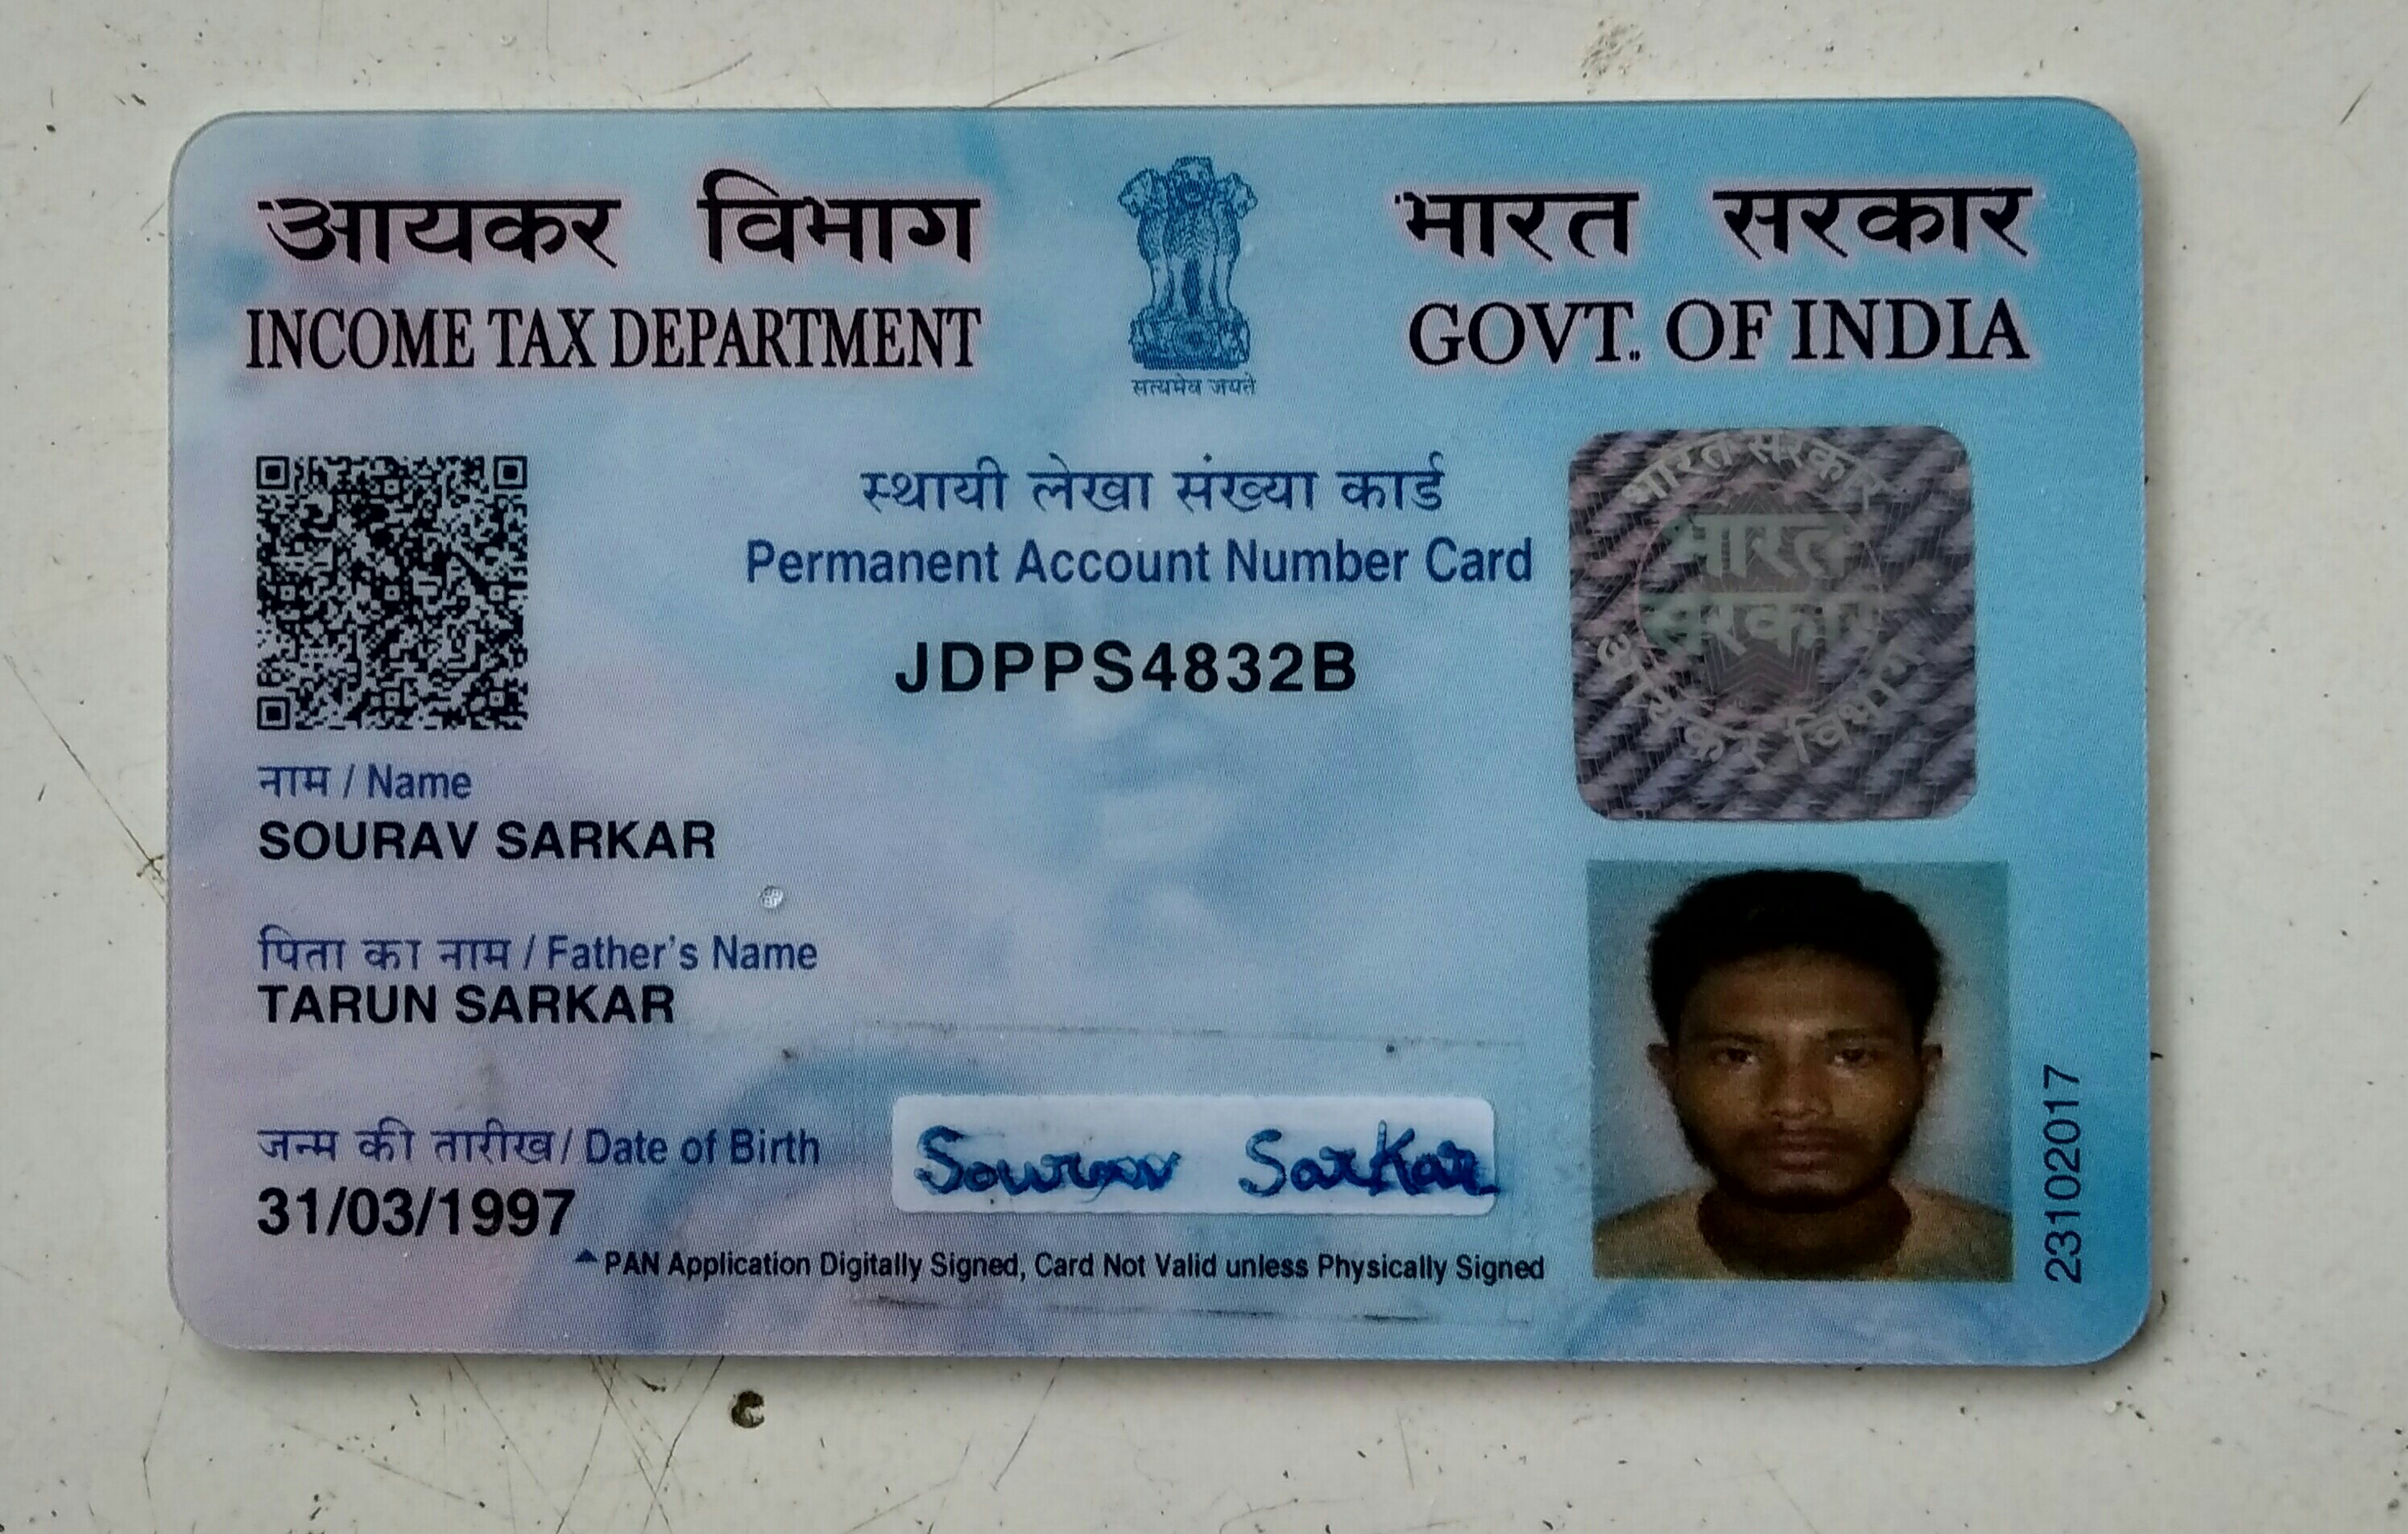 आयकर विभाग
INCOME TAX DEPARTMENT
सत्यमेव जयते
भारत सरकार
GOVT. OF INDIA
स्थायी लेखा संख्या कार्ड
Permanent Account Number Card
JDPPS4832B
भारत सरकार
भारत
सरकार
आयकर विभाग
नाम / Name
SOURAV SARKAR
पिता का नाम / Father's Name
TARUN SARKAR
जन्म की तारीख / Date of Birth
31/03/1997
Sourav Sarkar
PAN Application Digitally Signed, Card Not Valid unless Physically Signed
23102017